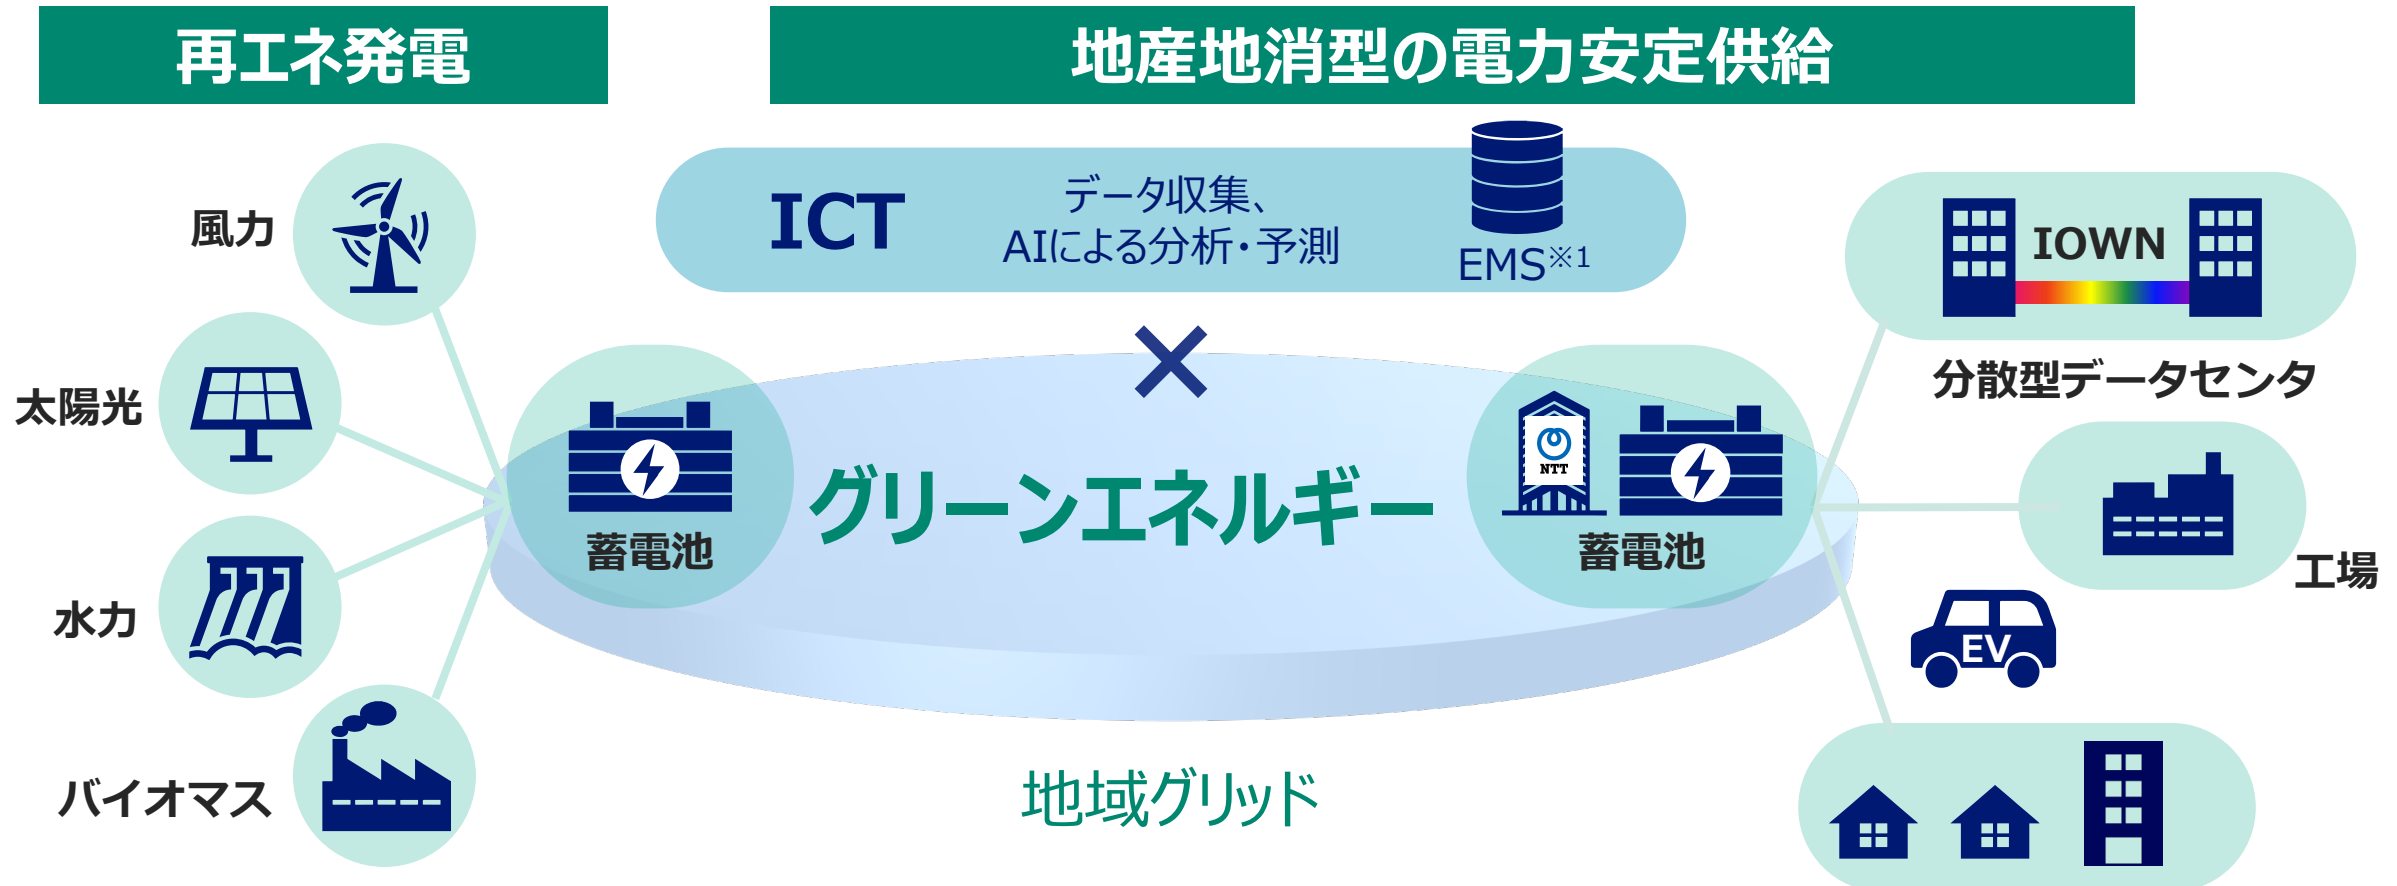 再エネ発電
地産地消型の電力安定供給
風力
太陽光
水力
バイオマス
ICT
データ収集、
AIによる分析・予測
EMS※1
×
蓄電池
グリーンエネルギー
NTT
蓄電池
地域グリッド
IOWN
分散型データセンタ
工場
EV